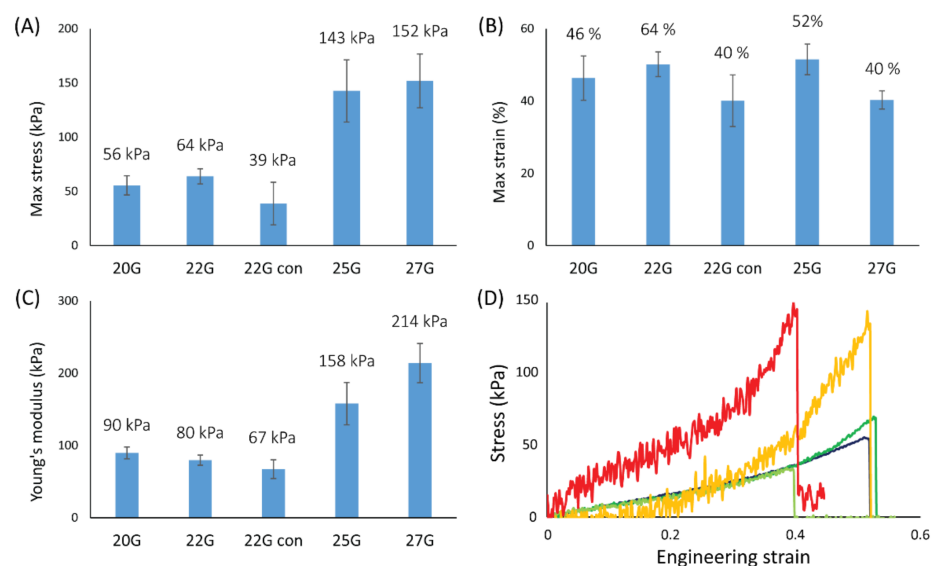 (A)
Max stress (kPa)
200
150
100
50
0
56 kPa
64 kPa
39 kPa
143 kPa
152 kPa
20G 22G 22G con 25G 27G
(B)
Max strain (%)
60
40
20
0
46 %
64 %
40 %
52%
40 %
20G 22G 22G con 25G 27G
(C)
Young's modulus (kPa)
300
200
100
0
90 kPa
80 kPa
67 kPa
158 kPa
214 kPa
20G 22G 22G con 25G 27G
(D)
Stress (kPa)
150
100
50
0
0 0.2 0.4 0.6
Engineering strain